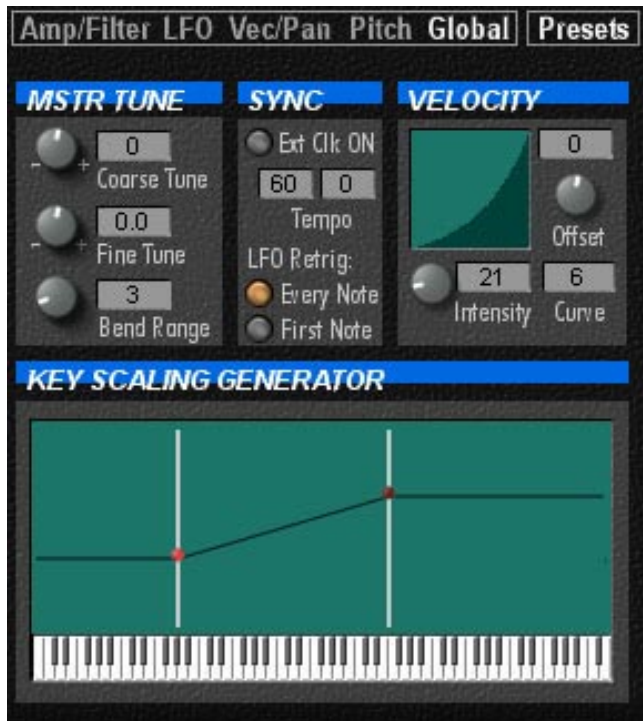 Amp/Filter LFO Vec/Pan Pitch Global Presets
MSTR TUNE
0
Coarse Tune
0.0
Fine Tune
3
Bend Range
SYNC
Ext Clk ON
60 0
Tempo
LFO Retrig:
Every Note
First Note
VELOCITY
0
Offset
21 6
Intensity Curve
KEY SCALING GENERATOR